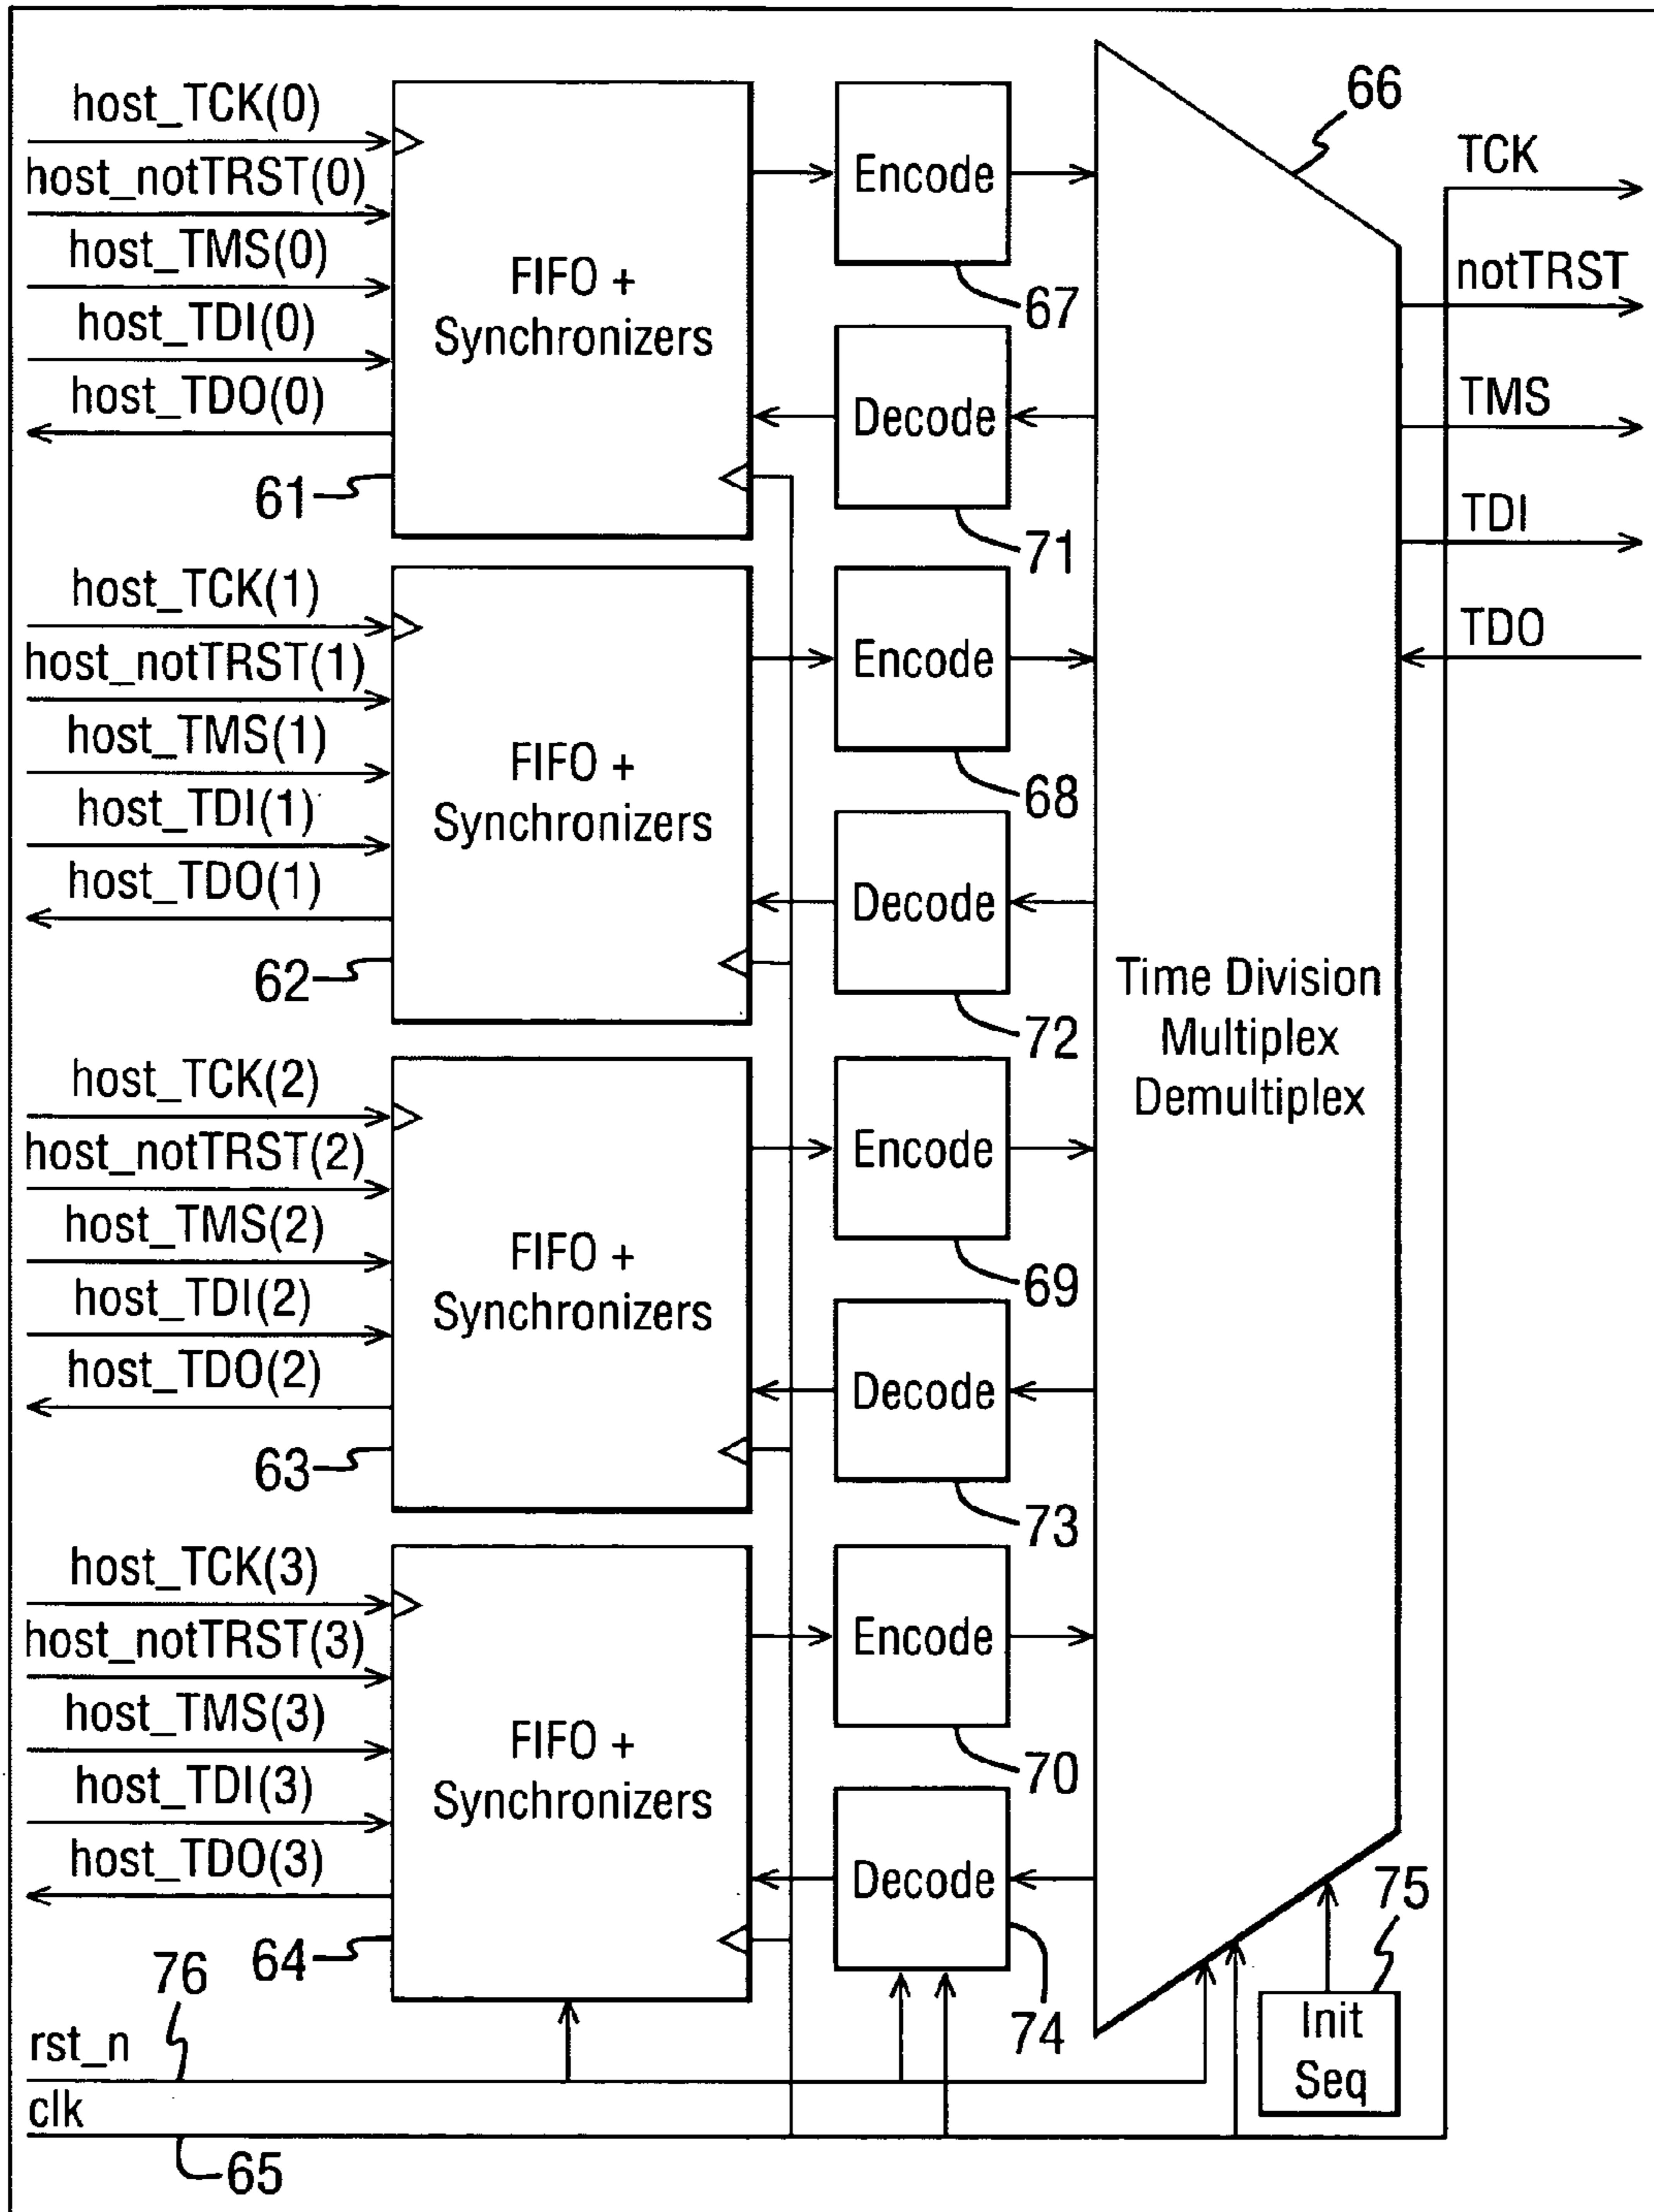 host_TCK(0)
host_notTRST(0)
host_TMS(0)
host_TDI(0)
host_TDO(0)
61
FIFO +
Synchronizers
Encode
67
Decode
71
host_TCK(1)
host_notTRST(1)
host_TMS(1)
host_TDI(1)
host_TDO(1)
62
FIFO +
Synchronizers
Encode
68
Decode
72
host_TCK(2)
host_notTRST(2)
host_TMS(2)
host_TDI(2)
host_TDO(2)
63
FIFO +
Synchronizers
Encode
69
Decode
73
host_TCK(3)
host_notTRST(3)
host_TMS(3)
host_TDI(3)
host_TDO(3)
64
FIFO +
Synchronizers
Encode
70
Decode
74
66
Time Division
Multiplex
Demultiplex
TCK
notTRST
TMS
TDI
TDO
75
Init
Seq
76
rst_n
clk
65